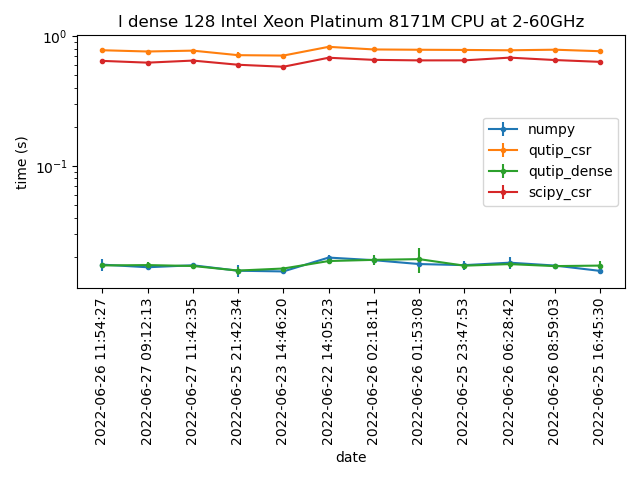 l dense 128 Intel Xeon Platinum 8171M CPU at 2-60GHz
time (s)
10⁰
10⁻¹
numpy
qutip_csr
qutip_dense
scipy_csr
2022-06-26 11:54:27
2022-06-27 09:12:13
2022-06-27 11:42:35
2022-06-25 21:42:34
2022-06-23 14:46:20
2022-06-22 14:05:23
2022-06-26 02:18:11
2022-06-26 01:53:08
2022-06-25 23:47:53
2022-06-26 06:28:42
2022-06-26 08:59:03
2022-06-25 16:45:30
date